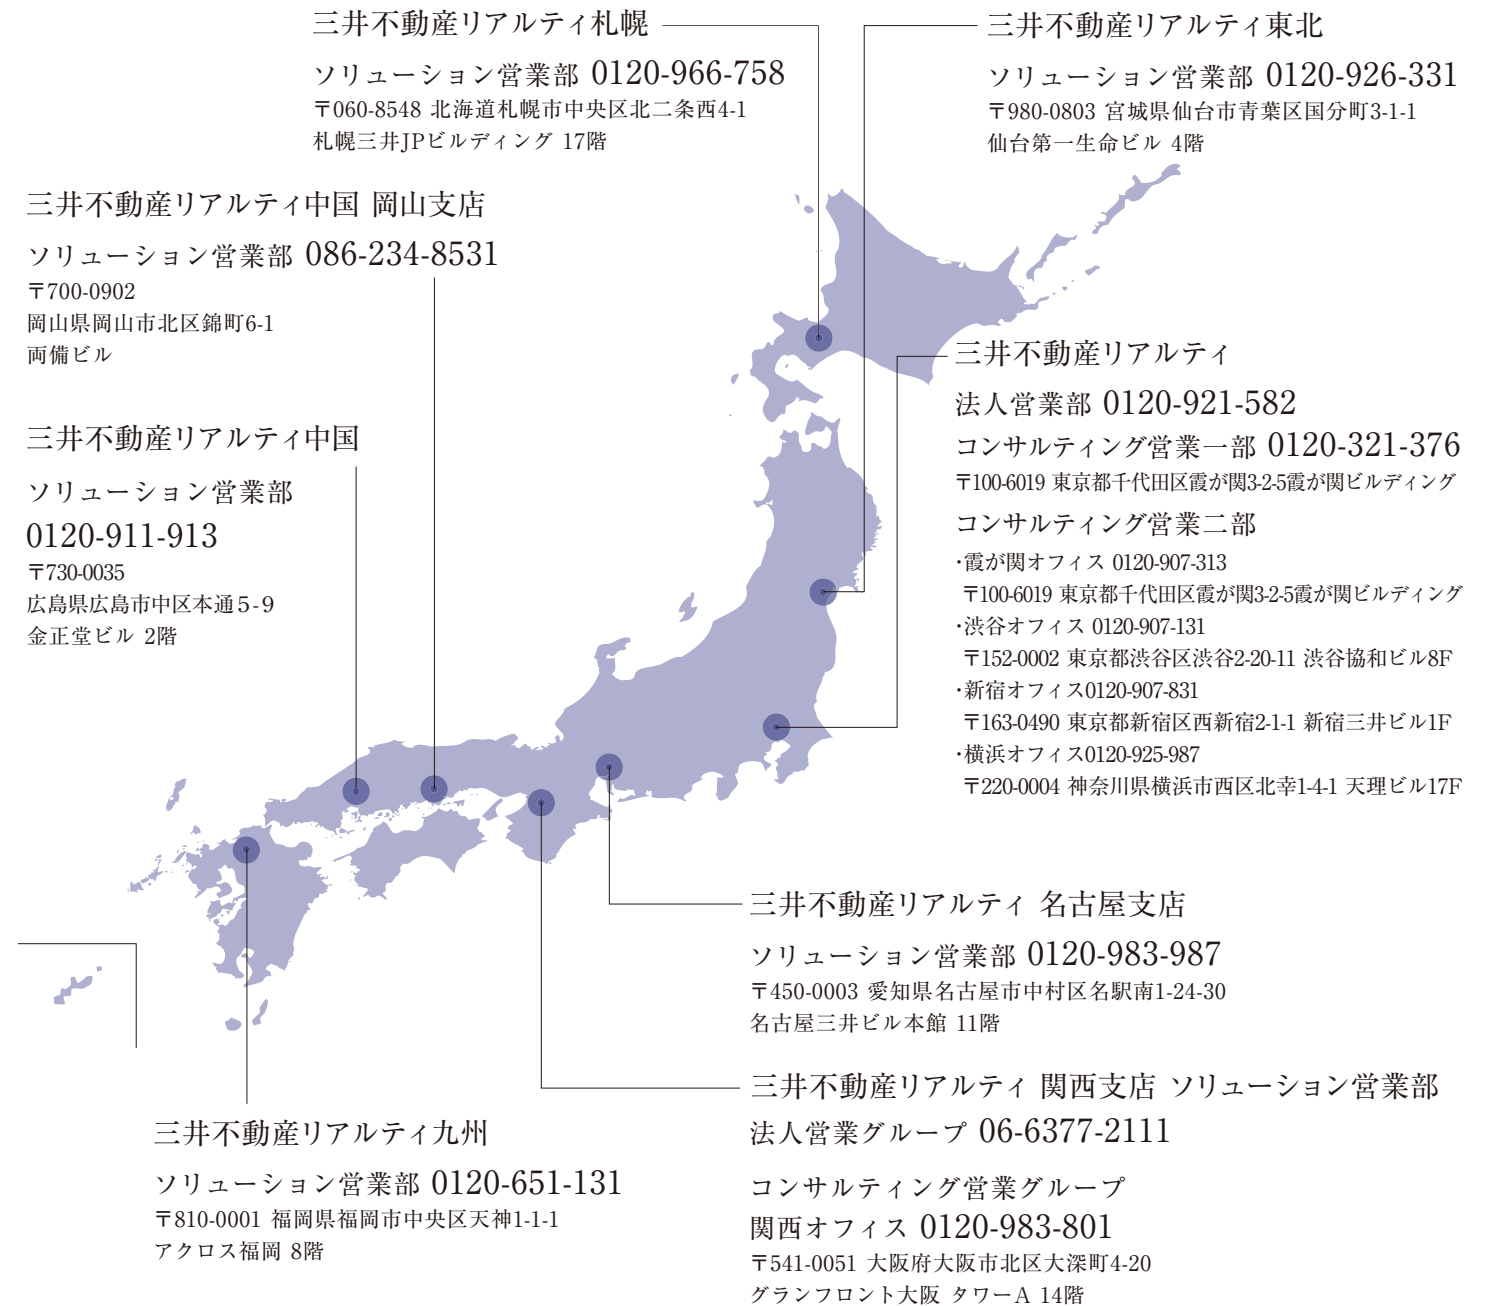 三井不動産リアルティ札幌
ソリューション営業部 0120-966-758
〒060-8548 北海道札幌市中央区北二条西4-1
札幌三井JPビルディング 17階
三井不動産リアルティ東北
ソリューション営業部 0120-926-331
〒980-0803 宮城県仙台市青葉区国分町3-1-1
仙台第一生命ビル 4階
三井不動産リアルティ中国 岡山支店
ソリューション営業部 086-234-8531
〒700-0902
岡山県岡山市北区錦町6-1
両備ビル
三井不動産リアルティ中国
ソリューション営業部
0120-911-913
〒730-0035
広島県広島市中区本通5-9
金正堂ビル 2階
三井不動産リアルティ
法人営業部 0120-921-582
コンサルティング営業一部 0120-321-376
〒100-6019 東京都千代田区霞が関3-2-5霞が関ビルディング
コンサルティング営業二部
・霞が関オフィス 0120-907-313
〒100-6019 東京都千代田区霞が関3-2-5霞が関ビルディング
・渋谷オフィス 0120-907-131
〒152-0002 東京都渋谷区渋谷2-20-11 渋谷協和ビル8F
・新宿オフィス0120-907-831
〒163-0490 東京都新宿区西新宿2-1-1 新宿三井ビル1F
・横浜オフィス0120-925-987
〒220-0004 神奈川県横浜市西区北幸1-4-1 天理ビル17F
三井不動産リアルティ 名古屋支店
ソリューション営業部 0120-983-987
〒450-0003 愛知県名古屋市中村区名駅南1-24-30
名古屋三井ビル本館 11階
三井不動産リアルティ 関西支店 ソリューション営業部
法人営業グループ 06-6377-2111
コンサルティング営業グループ
関西オフィス 0120-983-801
〒541-0051 大阪府大阪市北区大深町4-20
グランフロント大阪 タワーA 14階
三井不動産リアルティ九州
ソリューション営業部 0120-651-131
〒810-0001 福岡県福岡市中央区天神1-1-1
アクロス福岡 8階